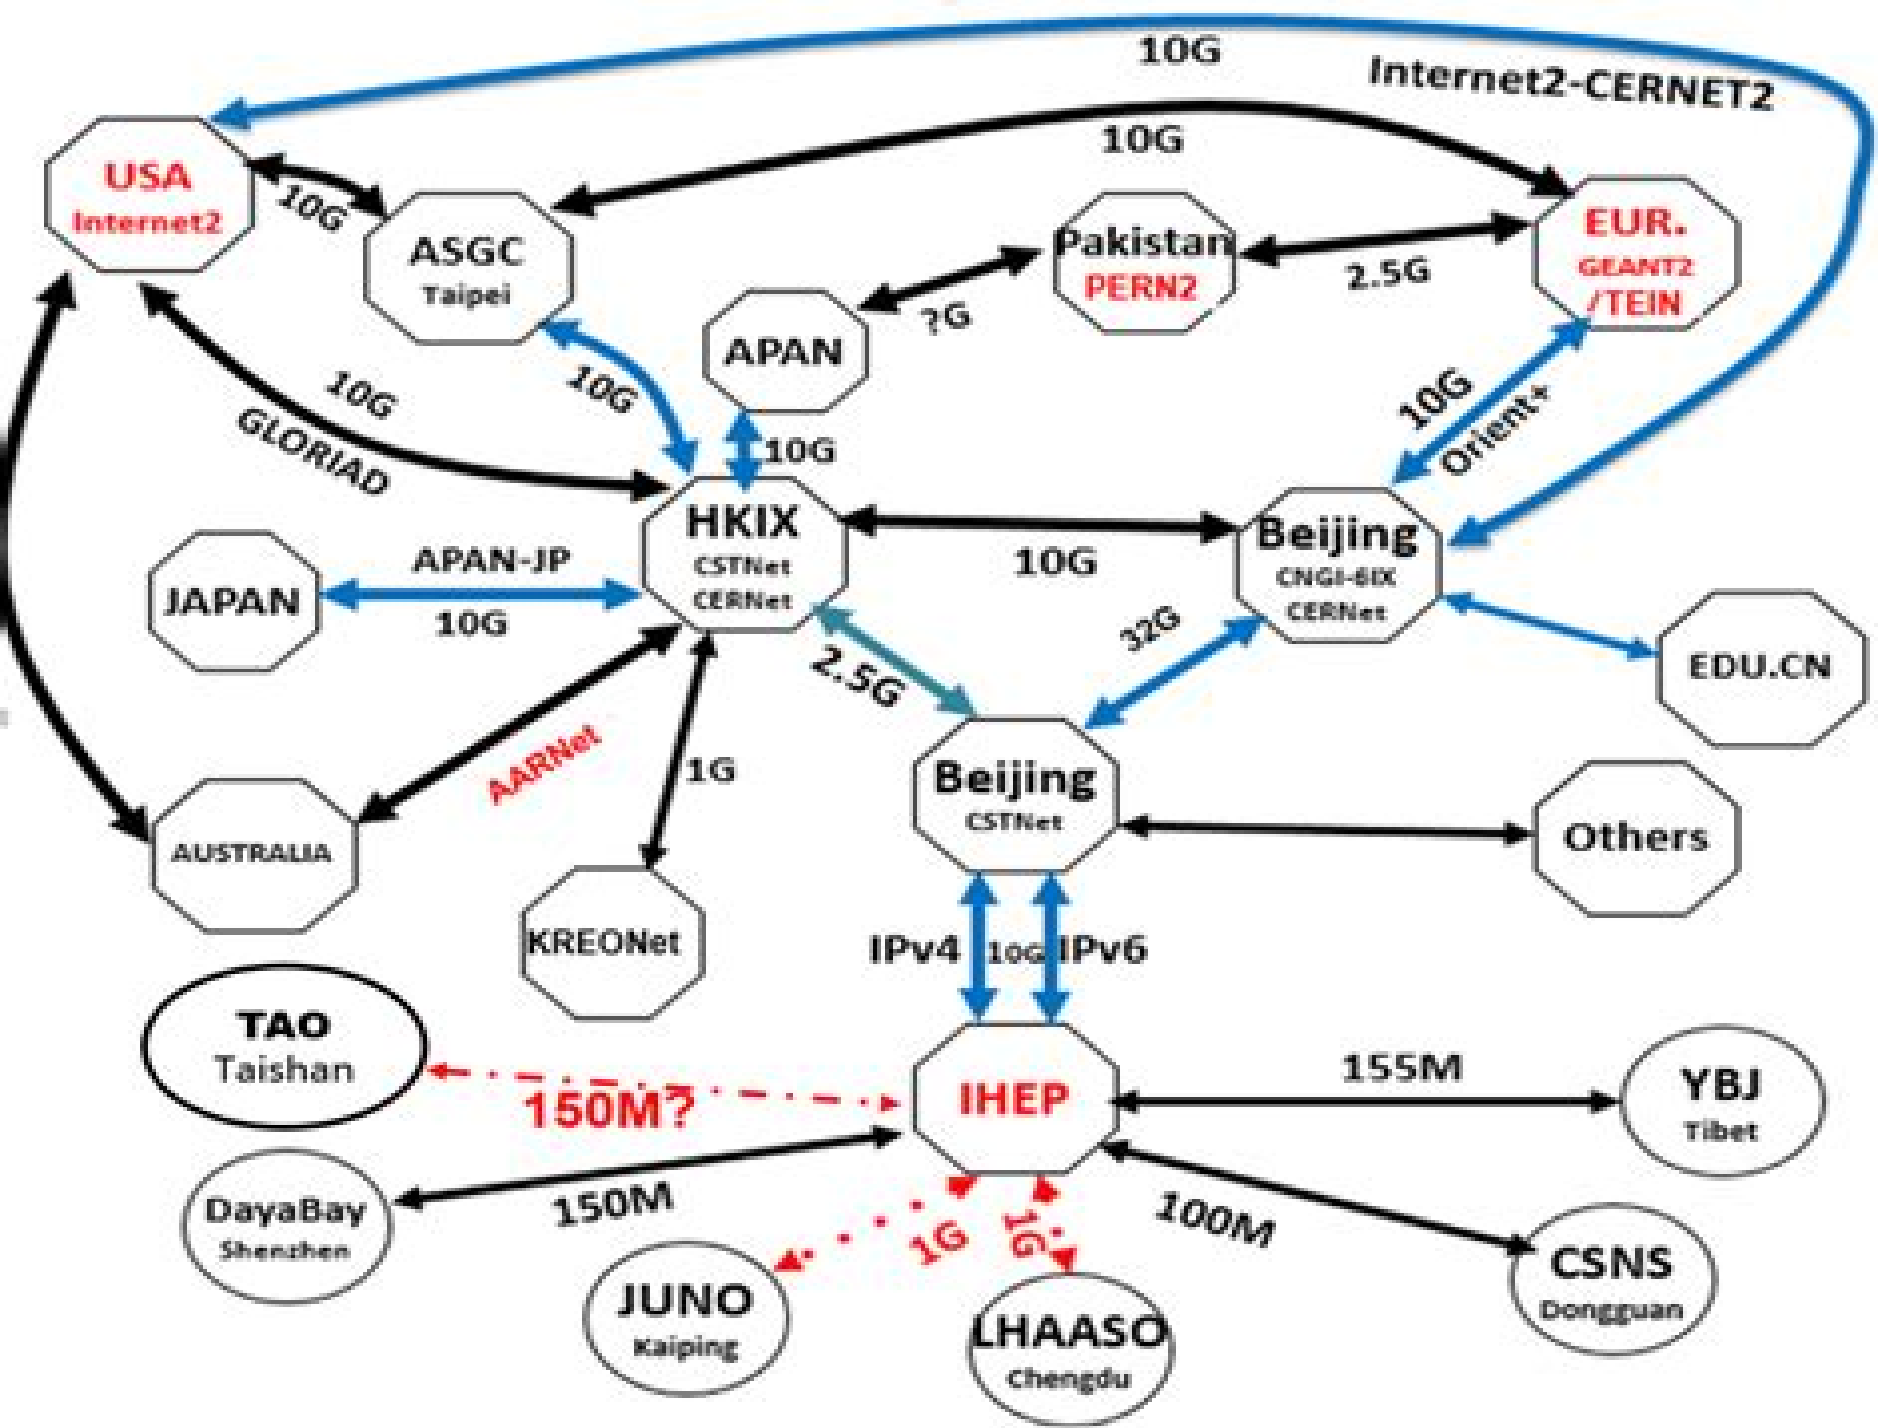 10G
Internet2-CERNET2
10G
USA
Internet2
10G
ASGC
Taipei
Pakistan
PERN2
2.5G
EUR.
GEANT2
/TEIN
?G
APAN
10G
10G
GLORIAD
10G
10G
Orient+
HKIX
CSTNet
CERNet
10G
Beijing
CNGI-6IX
CERNet
APAN-JP
JAPAN
10G
2.5G
32G
EDU.CN
AARNet
1G
Beijing
CSTNet
Others
AUSTRALIA
KREONet
IPv4
10G
IPv6
TAO
Taishan
150M?
IHEP
155M
YBJ
Tibet
DayaBay
Shenzhen
150M
1G
1G
100M
CSNS
Dongguan
JUNO
Kaiping
LHAASO
Chengdu